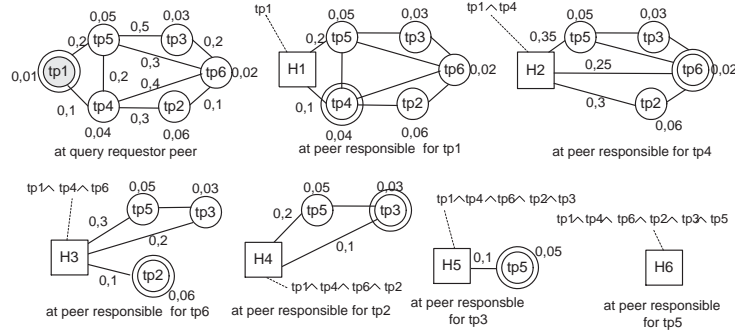 0,05
0,5
0,03
tp5
tp3
0,2
0,2
0,01
tp1
0,3
tp6
0,02
0,2
0,4
0,1
tp4
tp2
0,1
0,3
0,04
0,06
at query requestor peer
tp1
0,05
0,03
tp5
tp3
0,2
H1
tp6
0,02
0,1
tp4
tp2
0,04
0,06
at peer responsible for tp1
tp1^ tp4
0,05
0,03
0,35
tp5
tp3
H2
0,25
tp6
0,02
0,3
tp2
0,06
at peer responsible for tp4
tp1^ tp4^ tp6
0,05
0,03
tp5
tp3
0,3
0,2
H3
0,1
tp2
0,06
at peer responsible for tp6
0,05
0,03
tp5
tp3
0,2
0,1
H4
tp1^tp4^tp6^ tp2
at peer responsible for tp2
tp1^tp4^tp6 ^tp2^tp3
H5
0,1
tp5
0,05
at peer responsble
for tp3
tp1^tp4^ tp6^tp2^ tp3^ tp5
H6
at peer responsible
for tp5